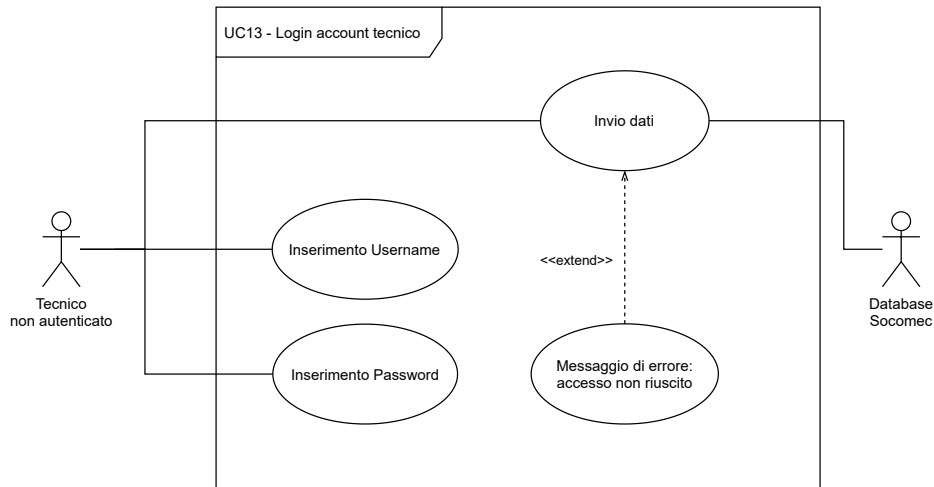 UC13 - Login account tecnico
Invio dati
Inserimento Username
<<extend>>
Tecnico
non autenticato
Database
Socomec
Inserimento Password
Messaggio di errore:
accesso non riuscito